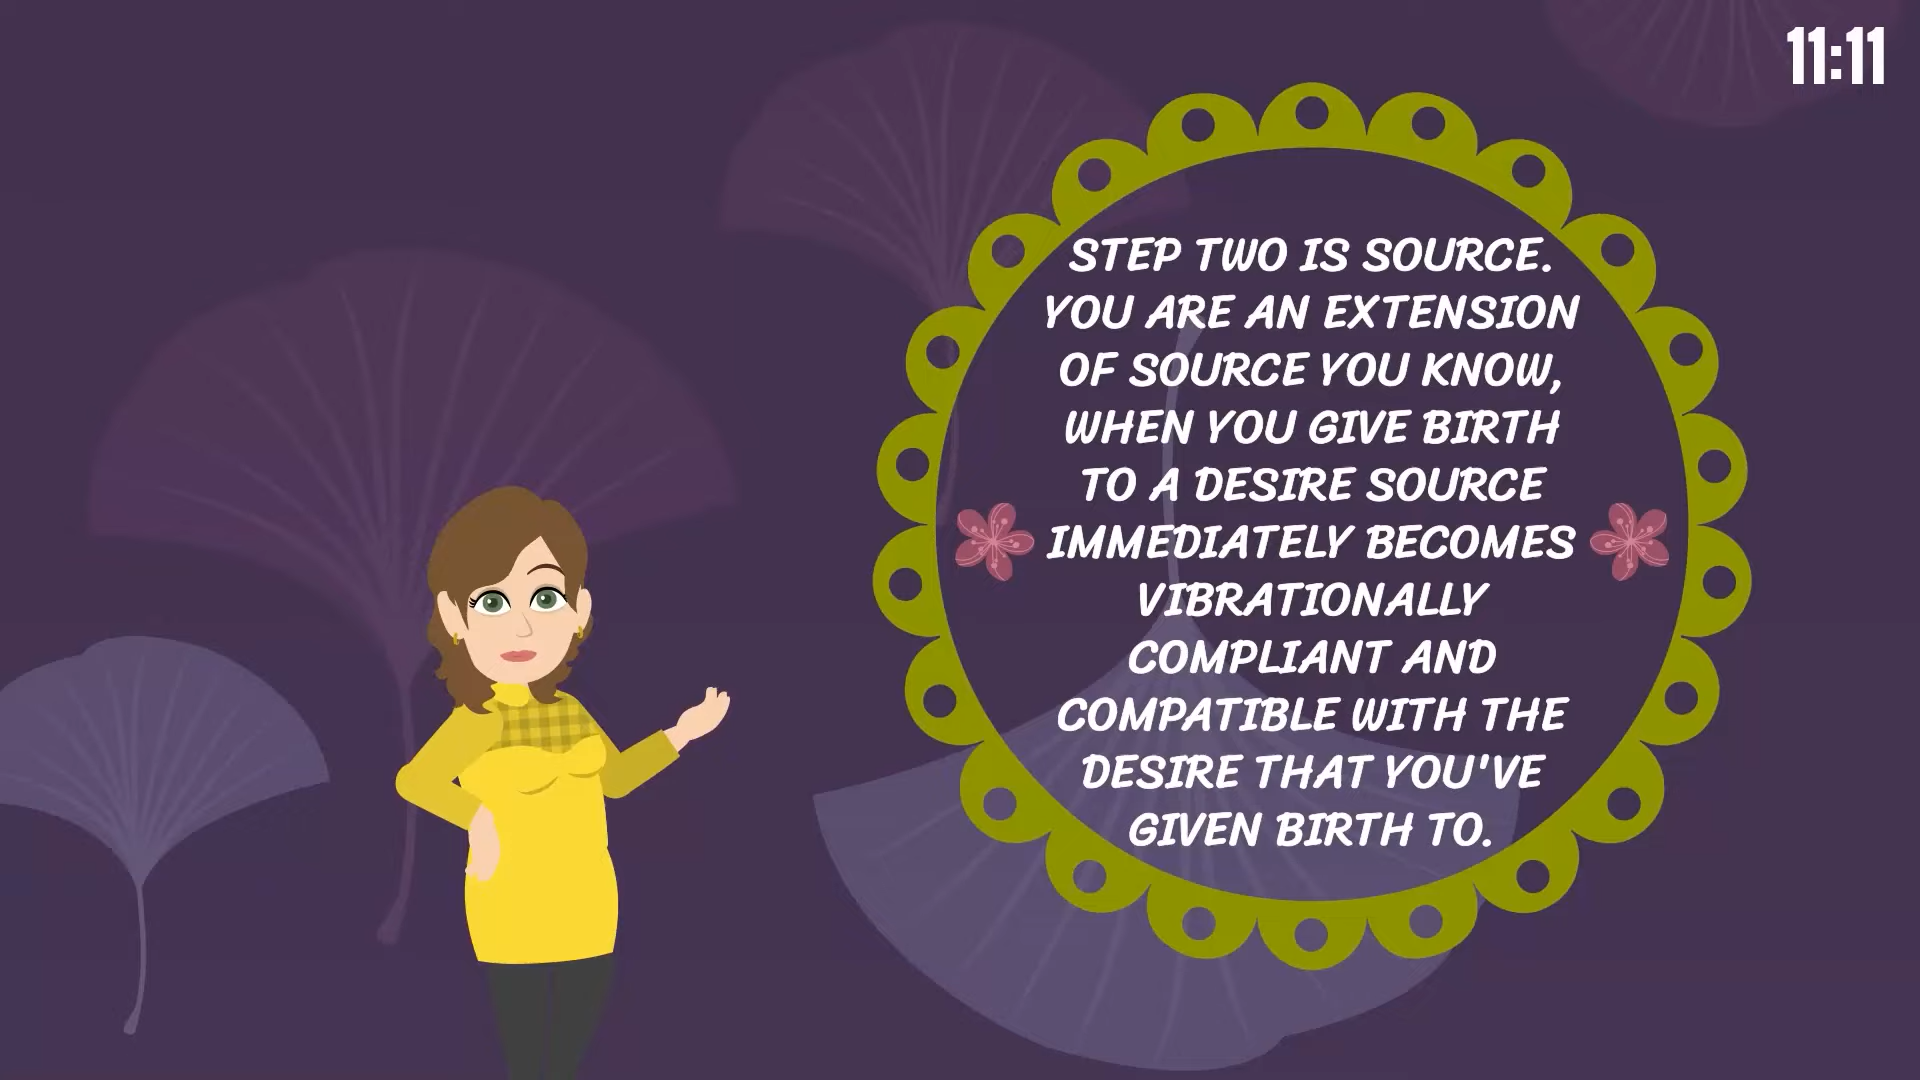 11:11
STEP TWO IS SOURCE.
YOU ARE AN EXTENSION
OF SOURCE YOU KNOW,
WHEN YOU GIVE BIRTH
TO A DESIRE SOURCE
IMMEDIATELY BECOMES
VIBRATIONALLY
COMPLIANT AND
COMPATIBLE WITH THE
DESIRE THAT YOU'VE
GIVEN BIRTH TO.